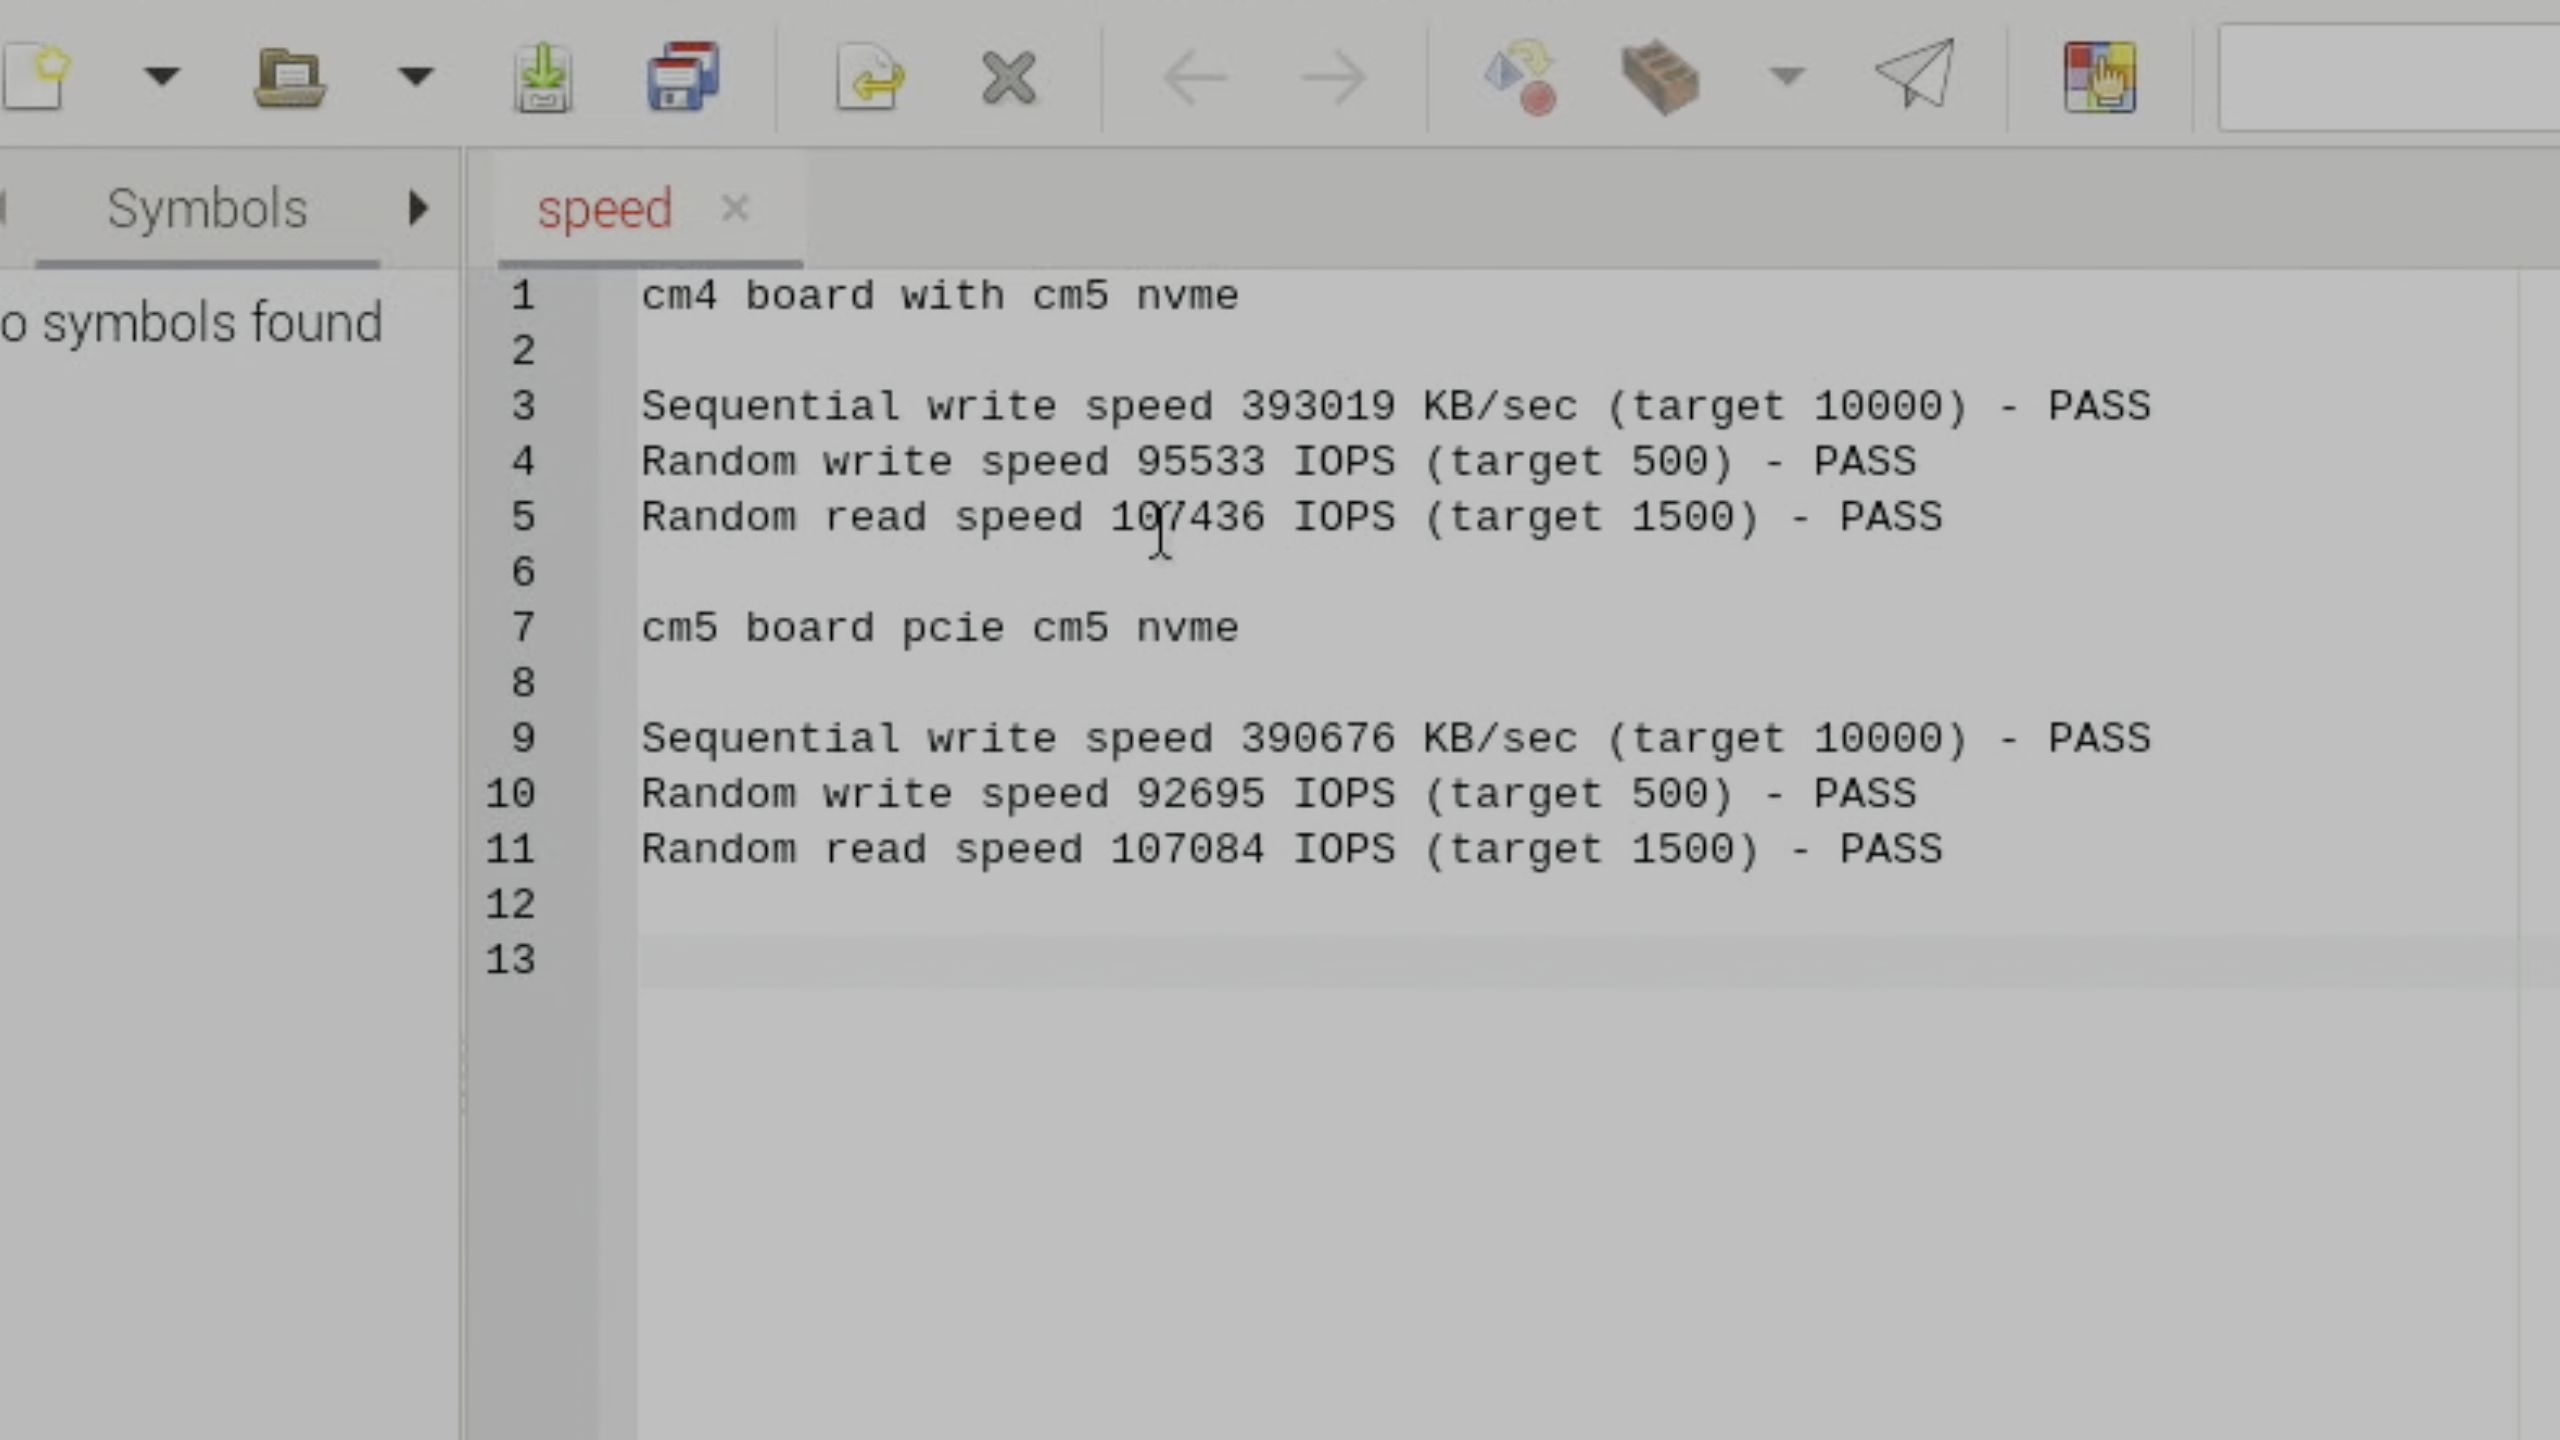 Symbols
speed
o symbols found
1 cm4 board with cm5 nvme
2
3 Sequential write speed 393019 KB/sec (target 10000) - PASS
4 Random write speed 95533 IOPS (target 500) - PASS
5 Random read speed 107436 IOPS (target 1500) - PASS
6
7 cm5 board pcie cm5 nvme
8
9 Sequential write speed 390676 KB/sec (target 10000) - PASS
10 Random write speed 92695 IOPS (target 500) - PASS
11 Random read speed 107084 IOPS (target 1500) - PASS
12
13